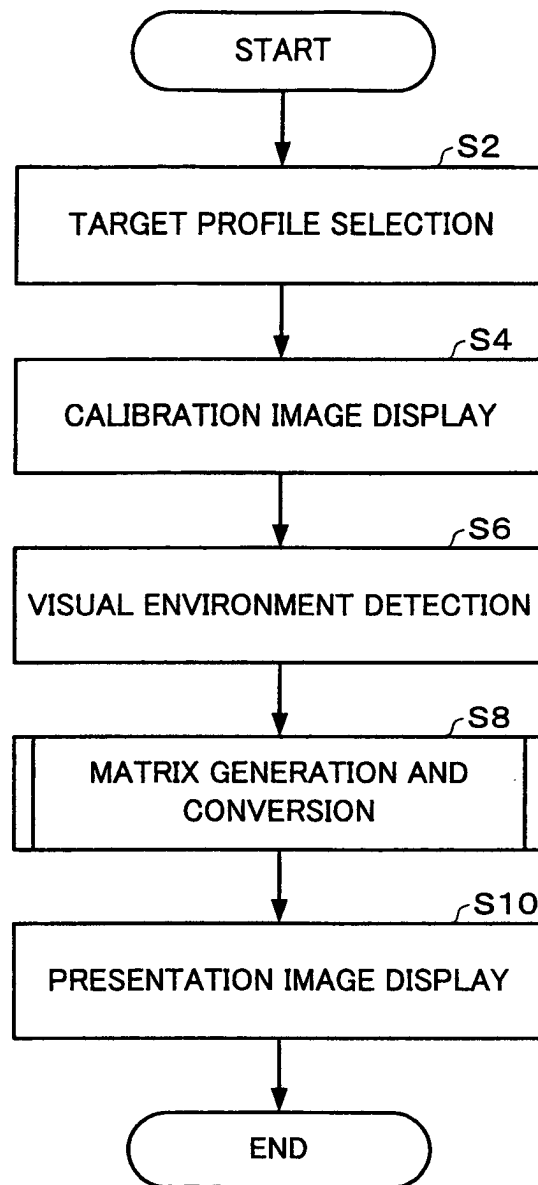 START
S2
TARGET PROFILE SELECTION
S4
CALIBRATION IMAGE DISPLAY
S6
VISUAL ENVIRONMENT DETECTION
S8
MATRIX GENERATION AND
CONVERSION
S10
PRESENTATION IMAGE DISPLAY
END